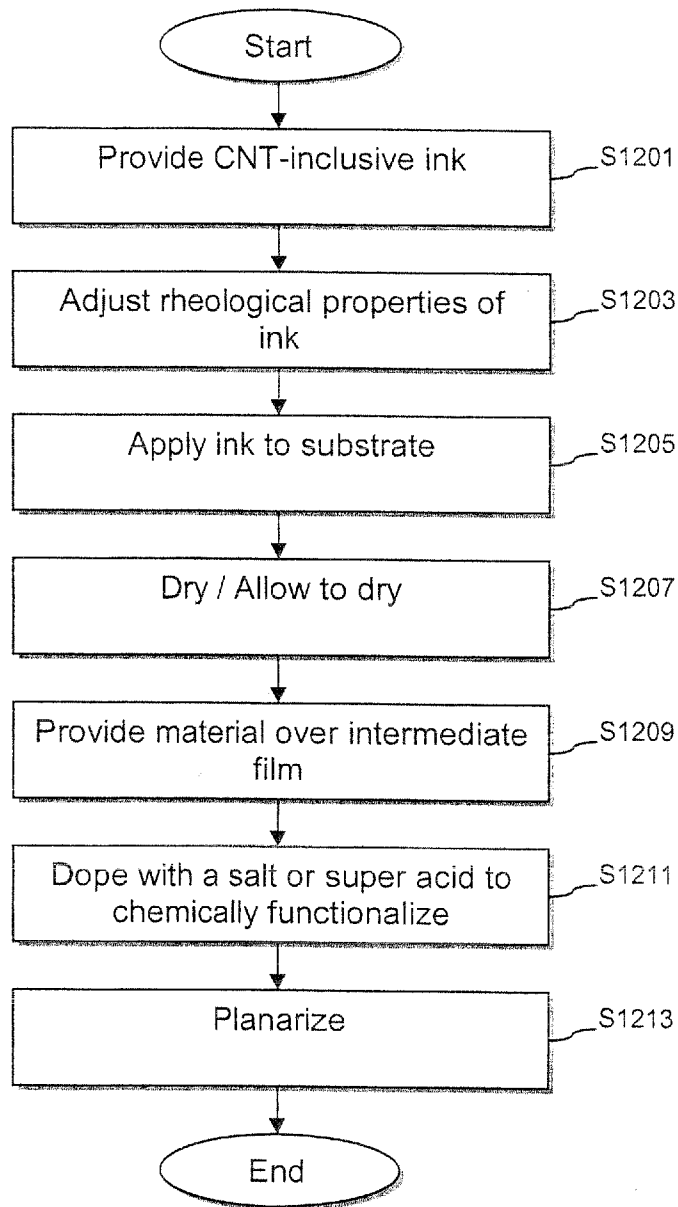 Start
Provide CNT-inclusive ink
S1201
Adjust rheological properties of
ink
S1203
Apply ink to substrate
S1205
Dry / Allow to dry
S1207
Provide material over intermediate
film
S1209
Dope with a salt or super acid to
chemically functionalize
S1211
Planarize
S1213
End